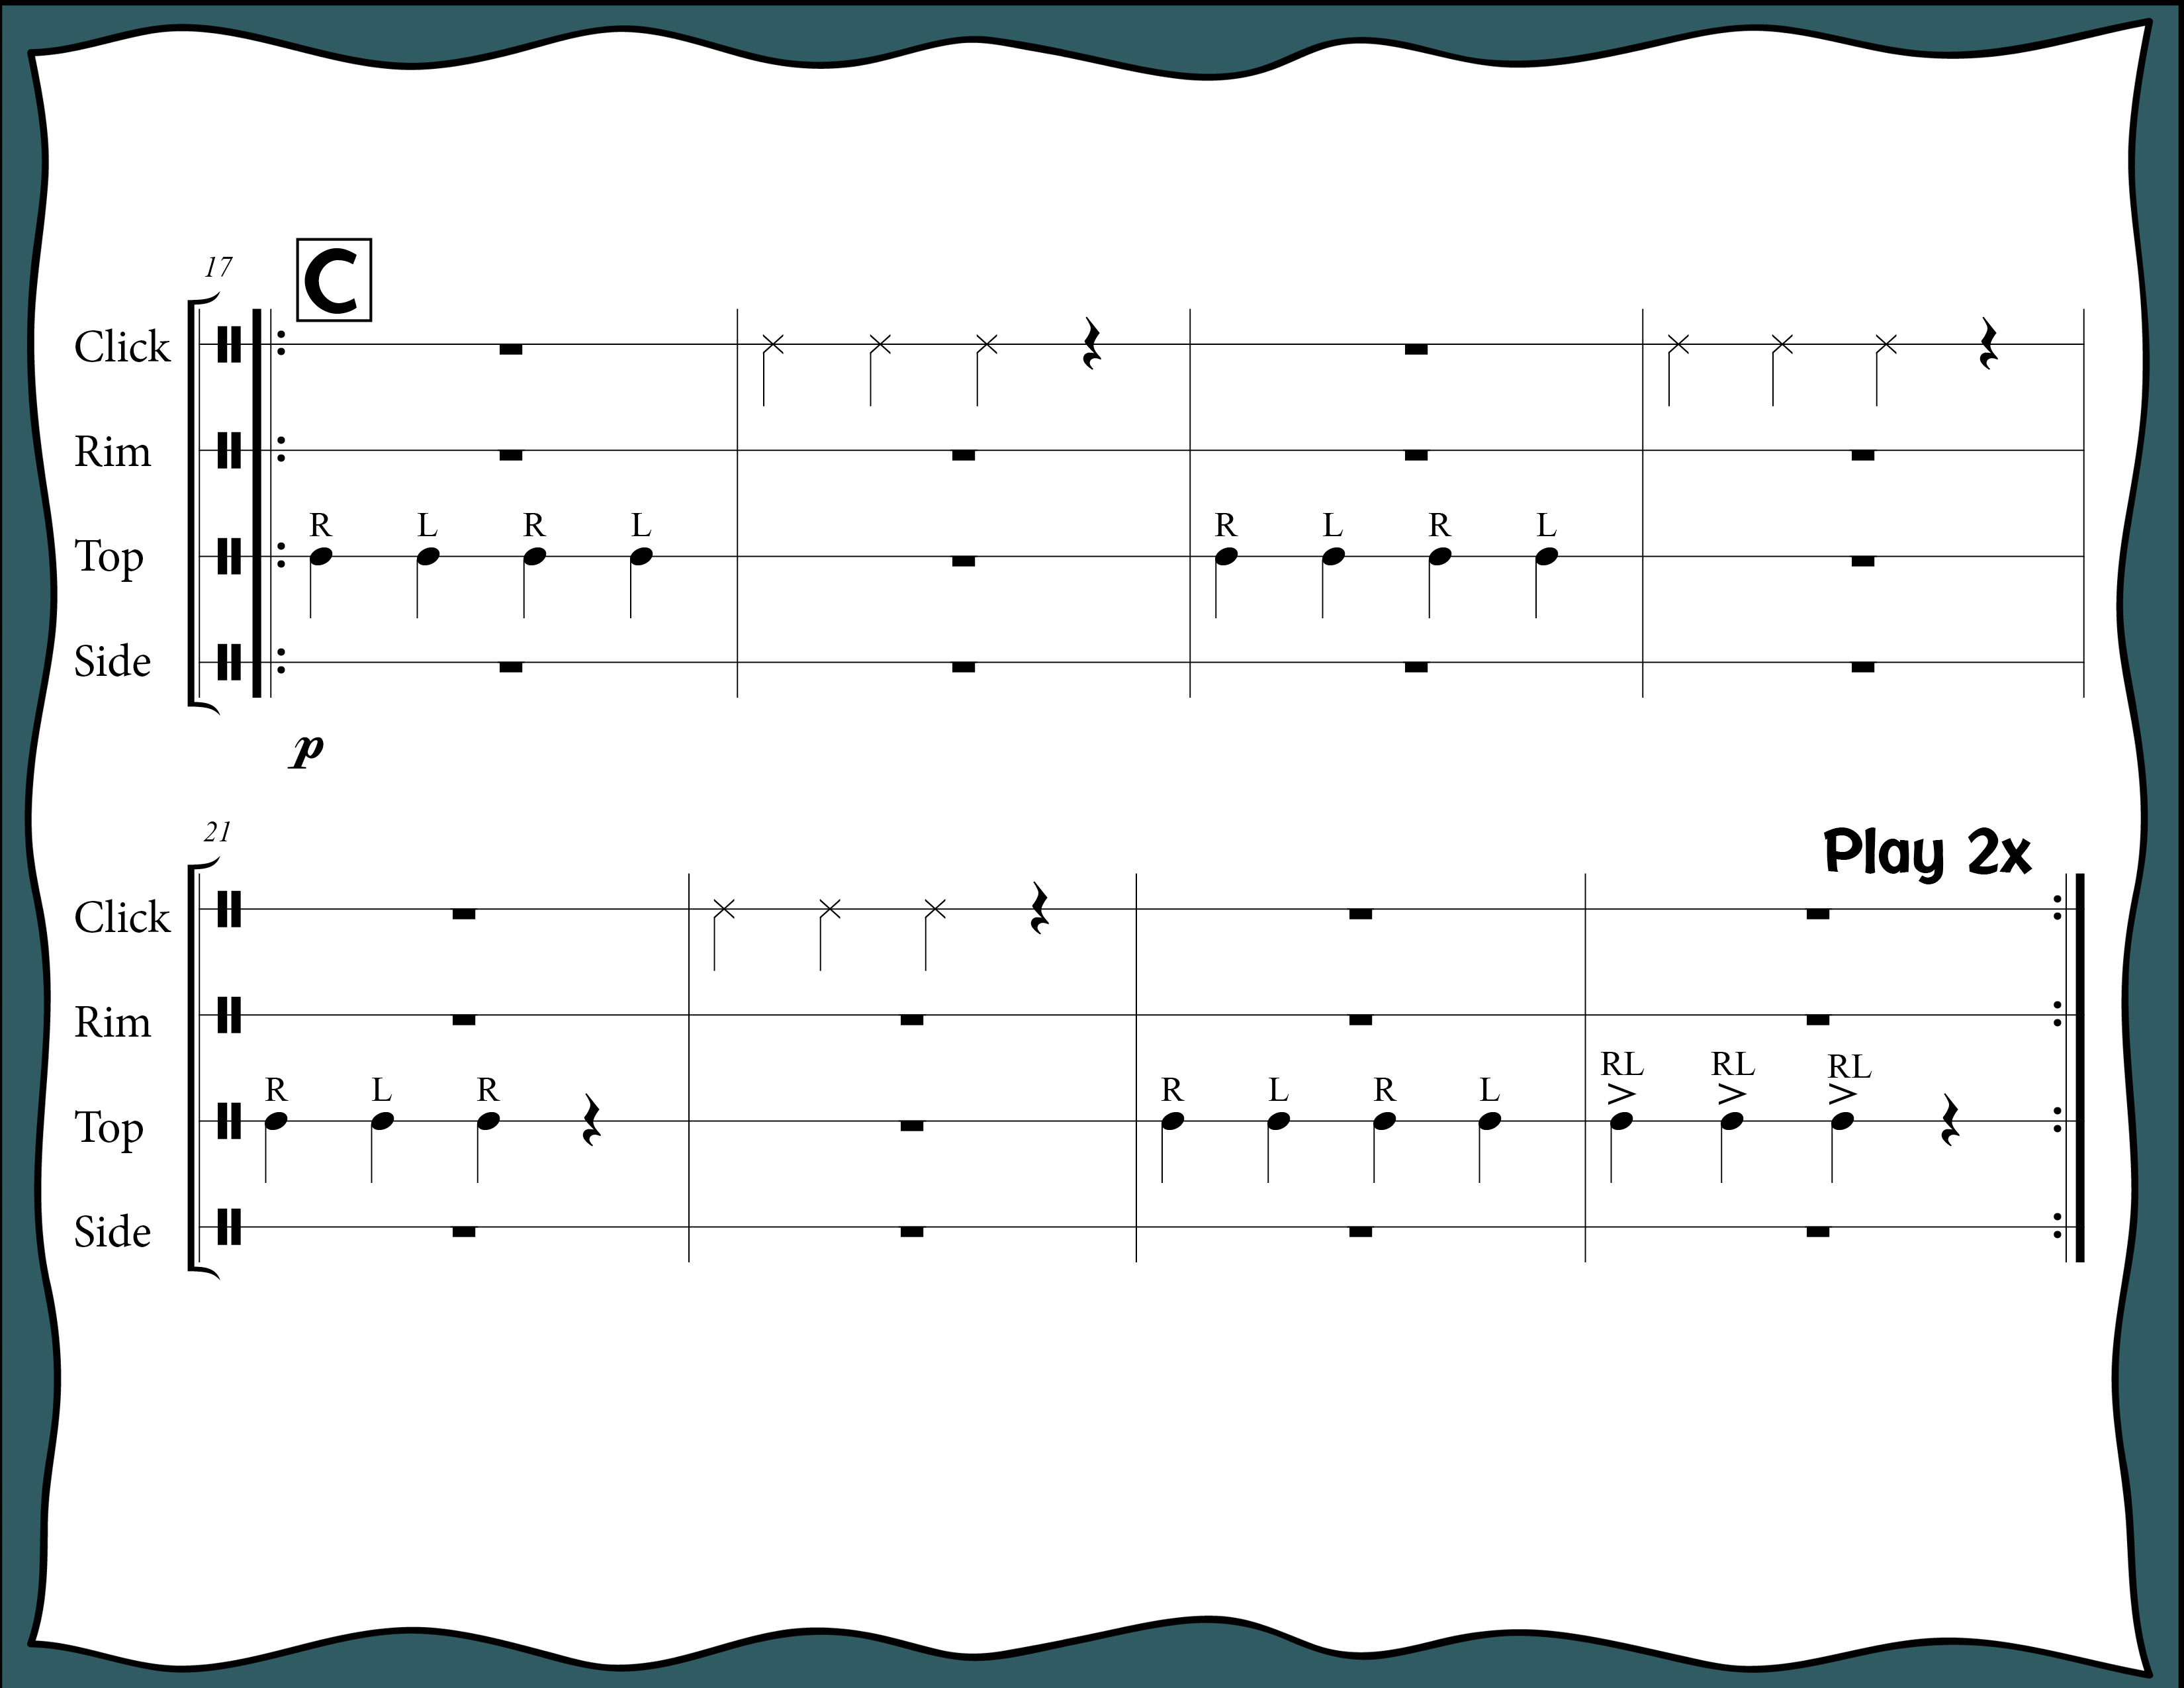 17
C
Click
Rim
R L R L R L R L
Top
Side
p
21
Play 2x
Click
Rim
RL RL RL
R L R R L R L
Top
Side